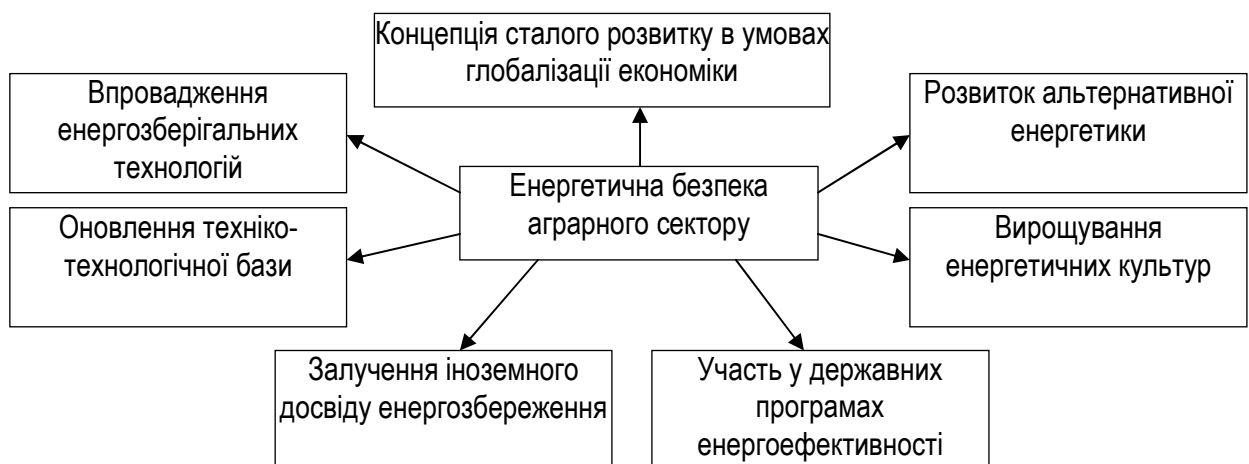 Концепція сталого розвитку в умовах
глобалізації економіки
Впровадження
енергозберігальних
технологій
Розвиток альтернативної
енергетики
Енергетична безпека
аграрного сектору
Оновлення техніко-
технологічної бази
Вирощування
енергетичних культур
Залучення іноземного
досвіду енергозбереження
Участь у державних
програмах
енергоефективності